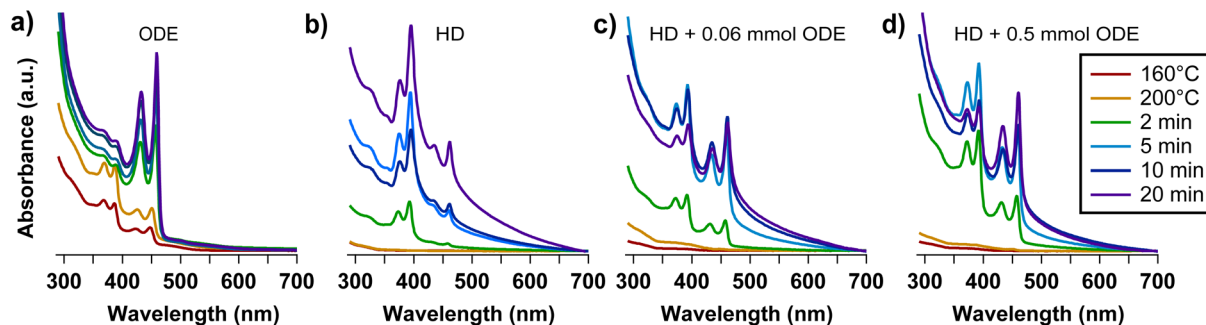 a) ODE
b) HD
c) HD + 0.06 mmol ODE
d) HD + 0.5 mmol ODE
Absorbance (a.u.)
160°C
200°C
2 min
5 min
10 min
20 min
300 400 500 600 700
300 400 500 600 700
300 400 500 600 700
300 400 500 600 700
Wavelength (nm)
Wavelength (nm)
Wavelength (nm)
Wavelength (nm)